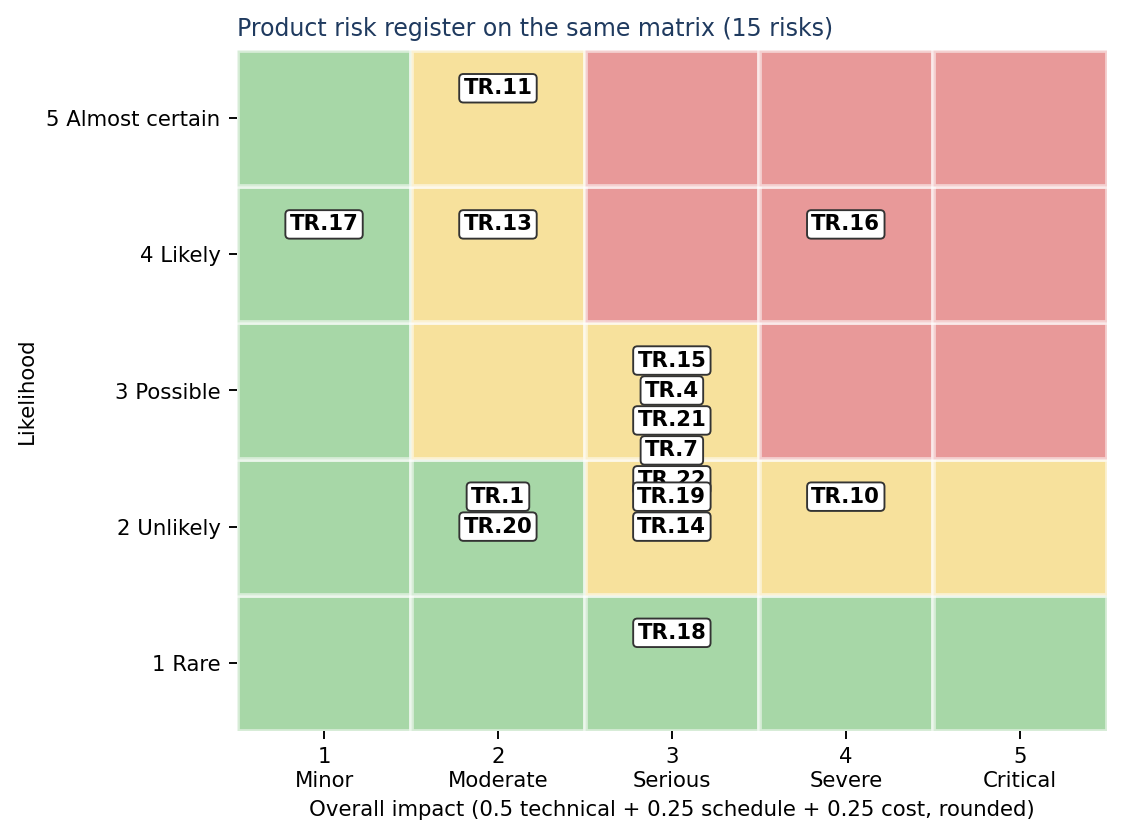 Product risk register on the same matrix (15 risks)
5 Almost certain
TR.11
4 Likely
TR.17
TR.13
TR.16
Likelihood
3 Possible
TR.15
TR.4
TR.21
TR.7
TR.22
2 Unlikely
TR.1
TR.20
TR.19
TR.14
TR.10
1 Rare
TR.18
1 2 3 4 5
Minor Moderate Serious Severe Critical
Overall impact (0.5 technical + 0.25 schedule + 0.25 cost, rounded)